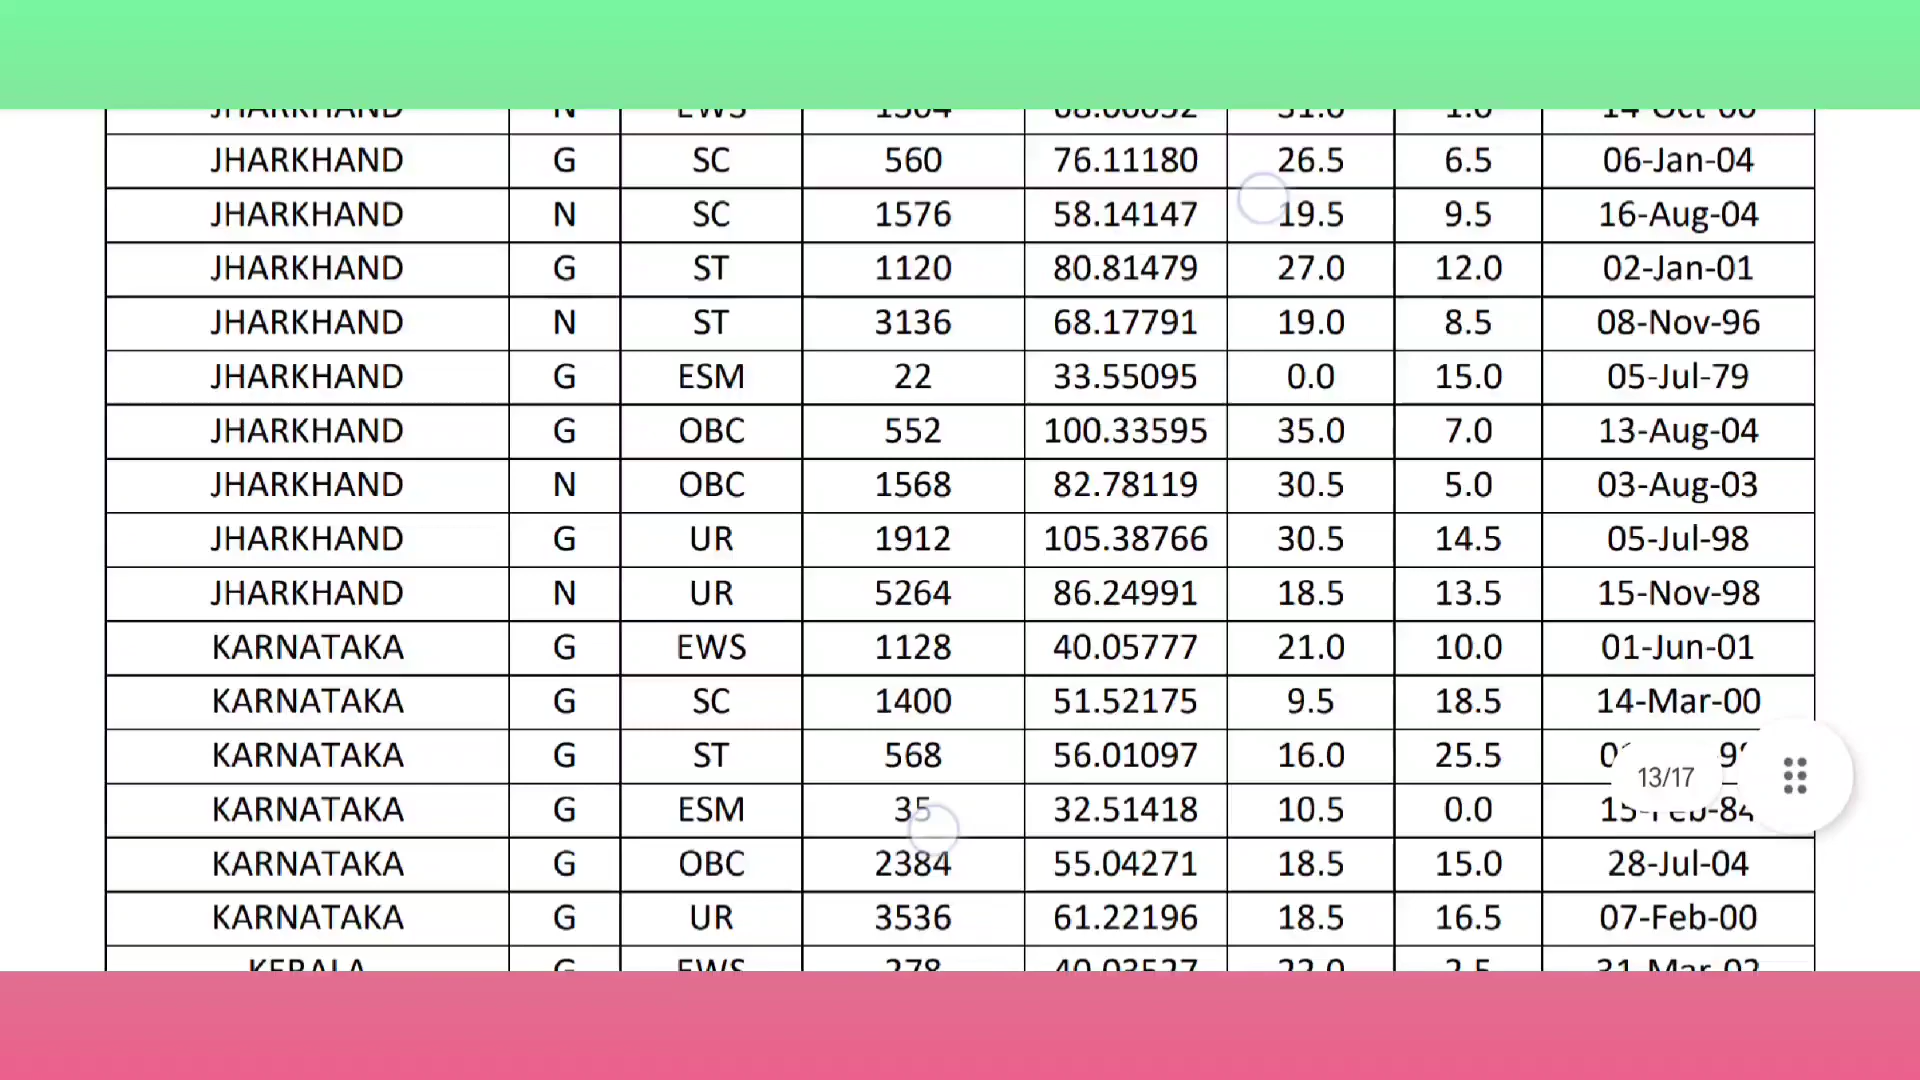 JHARKHAND N EWS 1304 31.0 1.0
JHARKHAND G SC 560 76.11180 26.5 6.5 06-Jan-04
JHARKHAND N SC 1576 58.14147 19.5 9.5 16-Aug-04
JHARKHAND G ST 1120 80.81479 27.0 12.0 02-Jan-01
JHARKHAND N ST 3136 68.17791 19.0 8.5 08-Nov-96
JHARKHAND G ESM 22 33.55095 0.0 15.0 05-Jul-79
JHARKHAND G OBC 552 100.33595 35.0 7.0 13-Aug-04
JHARKHAND N OBC 1568 82.78119 30.5 5.0 03-Aug-03
JHARKHAND G UR 1912 105.38766 30.5 14.5 05-Jul-98
JHARKHAND N UR 5264 86.24991 18.5 13.5 15-Nov-98
KARNATAKA G EWS 1128 40.05777 21.0 10.0 01-Jun-01
KARNATAKA G SC 1400 51.52175 9.5 18.5 14-Mar-00
KARNATAKA G ST 568 56.01097 16.0 25.5
13/17
KARNATAKA G ESM 35 32.51418 10.5 0.0 15-Feb-84
KARNATAKA G OBC 2384 55.04271 18.5 15.0 28-Jul-04
KARNATAKA G UR 3536 61.22196 18.5 16.5 07-Feb-00
KERALA G EWS 278 40.03527 22.0 2.5